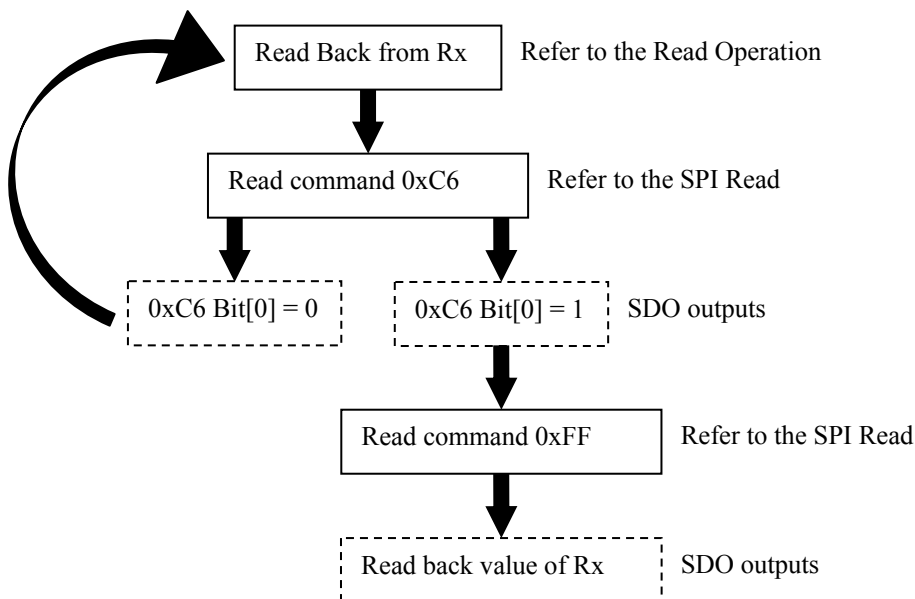 Read Back from Rx
Refer to the Read Operation
Read command 0xC6
Refer to the SPI Read
0xC6 Bit[0] = 0
0xC6 Bit[0] = 1
SDO outputs
Read command 0xFF
Refer to the SPI Read
Read back value of Rx
SDO outputs